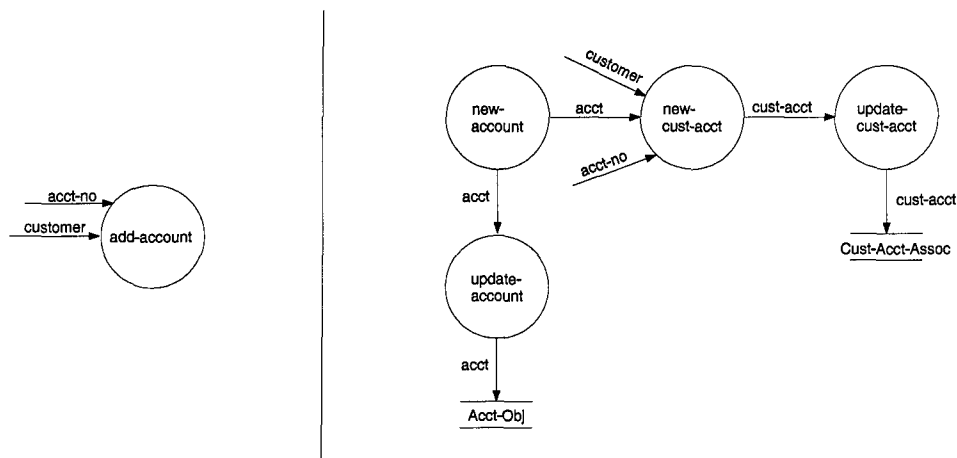 acct-no
customer
add-account
customer
new-
account
acct
new-
cust-acct
cust-acct
update-
cust-acct
acct-no
acct
cust-acct
Cust-Acct-Assoc
update-
account
acct
Acct-Obj